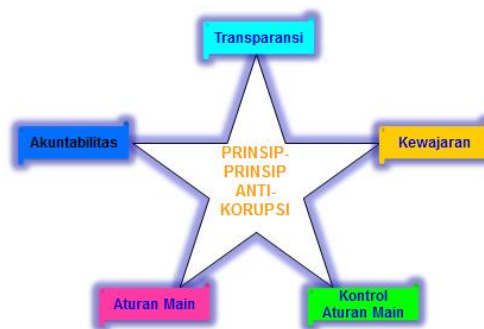 Transparansi
Akuntabilitas
Kewajaran
PRINSIP-
PRINSIP
ANTI-
KORUPSI
Aturan Main
Kontrol
Aturan Main